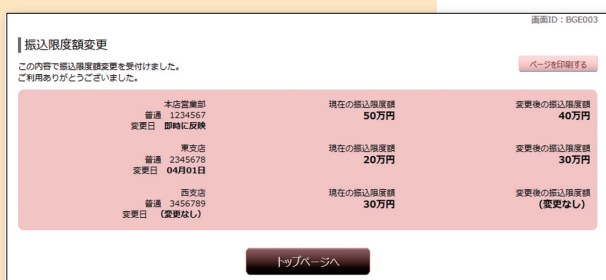 画面ID：BGE003
振込限度額変更
この内容で振込限度額変更を受付けました。
ご利用ありがとうございました。
ページを印刷する
本店営業部 現在の振込限度額 変更後の振込限度額
普通 1234567 50万円 40万円
変更日 即時に反映
東支店 現在の振込限度額 変更後の振込限度額
普通 2345678 20万円 30万円
変更日 04月01日
西支店 現在の振込限度額 変更後の振込限度額
普通 3456789 30万円 (変更なし)
変更日 (変更なし)
トップページへ